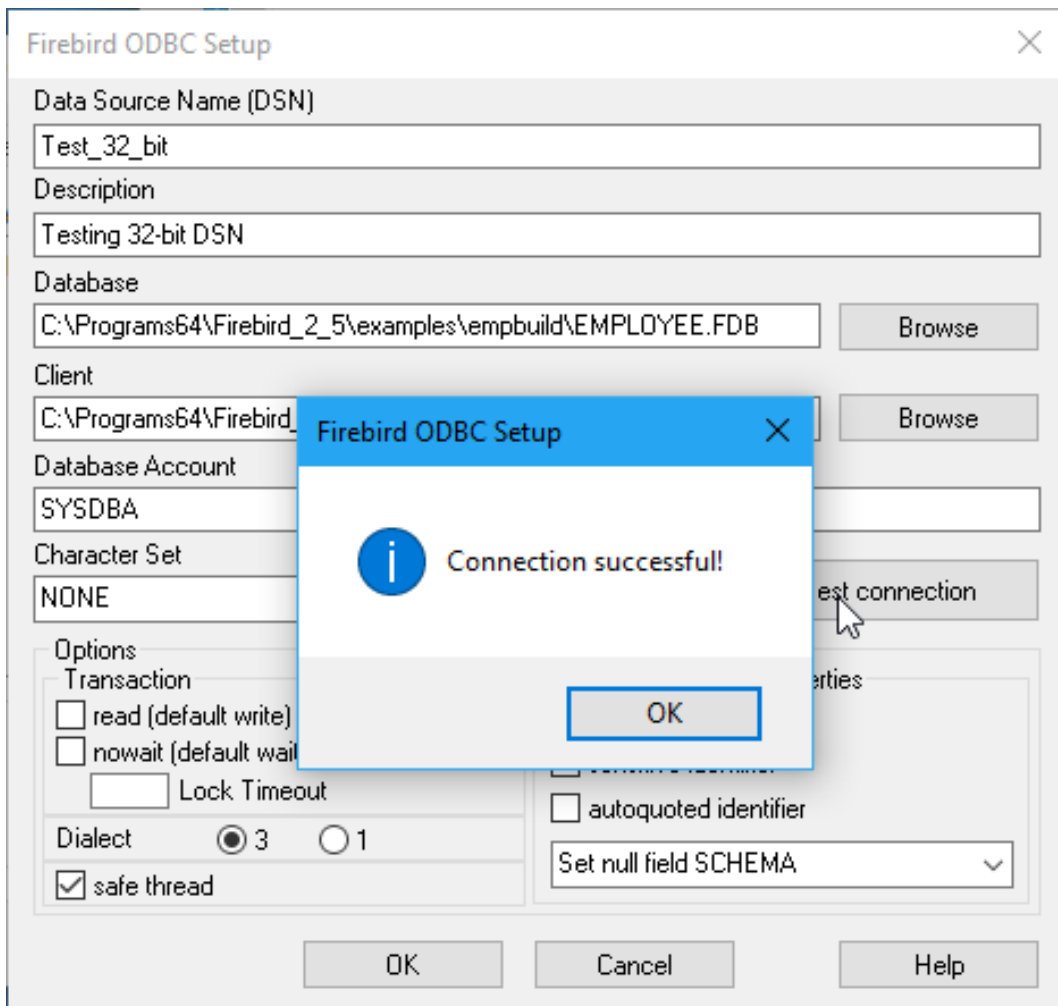 Firebird ODBC Setup
Data Source Name (DSN)
Test_32_bit
Description
Testing 32-bit DSN
Database
C:\Programs64\Firebird_2_5\examples\empbuild\EMPLOYEE.FDB
Browse
Client
C:\Programs64\Firebird_
Browse
Firebird ODBC Setup
Connection successful!
OK
Database Account
SYSDBA
Character Set
NONE
est connection
Options
Transaction
read (default write)
nowait (default wait
Lock Timeout
Dialect 3 1
safe thread
erties
autoquoted identifier
Set null field SCHEMA
OK Cancel Help